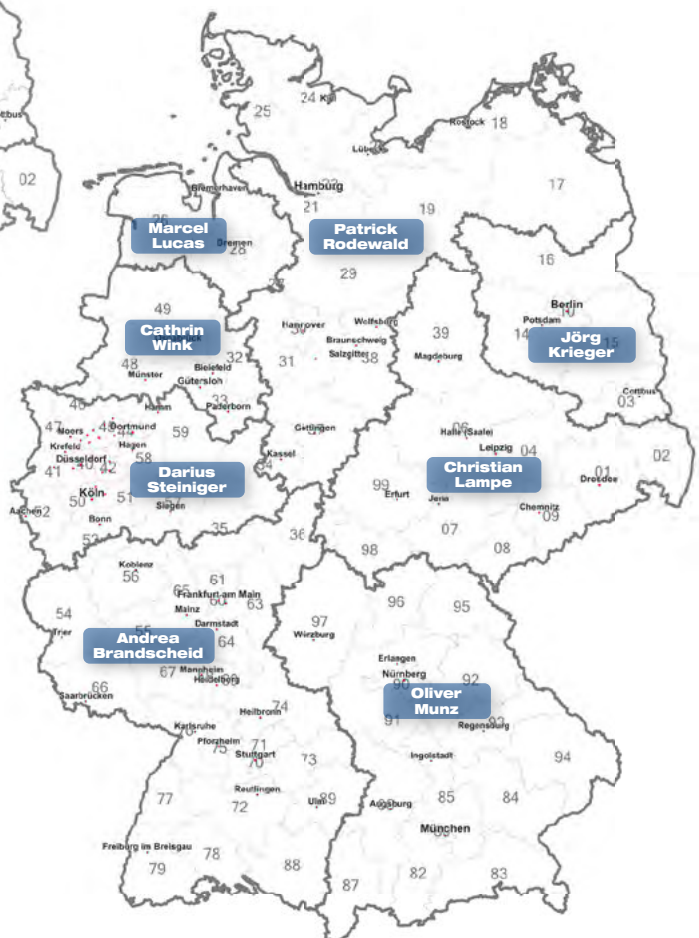 24
25
Rostock
18
02
17
Bremerhaven
Hamburg
21
19
Marcel
Lucas
Patrick
Rodewald
Bremen
28
16
29
49
Berlin
Potsdam
14
15
Hannover
Wolfsburg
Braunschweig
Salzgitter
38
39
Magdeburg
Cathrin
Wink
Jörg
Krieger
31
32
48
Münster
Bielefeld
Gütersloh
33
Paderborn
Cottbus
03
Hamm
46
47
Moers
Dortmund
59
Göttingen
Krefeld
Hagen
Halle (Saale)
06
Leipzig
04
Kassel
02
Düsseldorf
58
41
42
Darius
Steiniger
Christian
Lampe
01
Dresden
99
Erfurt
Jena
Köln
50
51
Siegen
Chemnitz
09
Aachen
Bonn
35
36
07
08
98
53
Koblenz
56
61
65
Frankfurt am Main
60
63
Mainz
96
95
54
Trier
Darmstadt
64
97
Würzburg
Andrea
Brandscheid
Erlangen
Nürnberg
90
92
67
Mannheim
Heidelberg
66
Saarbrücken
Oliver
Munz
91
93
Regensburg
74
Heilbronn
Karlsruhe
Pforzheim
75
71
Stuttgart
70
73
Ingolstadt
94
77
Reutlingen
72
Ulm
89
Augsburg
85
84
München
Freiburg im Breisgau
78
79
88
87
82
83